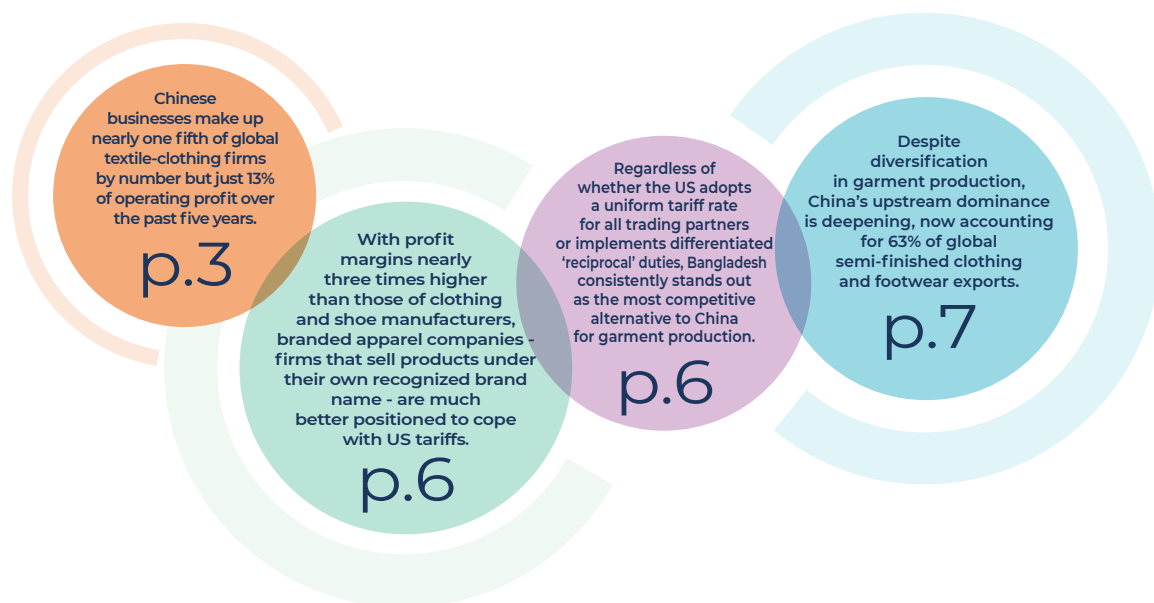 Chinese
businesses make up
nearly one fifth of global
textile-clothing firms
by number but just 13%
of operating profit over
the past five years.
p.3
With profit
margins nearly
three times higher
than those of clothing
and shoe manufacturers,
branded apparel companies -
firms that sell products under
their own recognized brand
name - are much
better positioned to cope
with US tariffs.
p.6
Regardless of
whether the US adopts
a uniform tariff rate
for all trading partners
or implements differentiated
‘reciprocal’ duties, Bangladesh
consistently stands out
as the most competitive
alternative to China
for garment production.
p.6
Despite
diversification
in garment production,
China’s upstream dominance
is deepening, now accounting
for 63% of global
semi-finished clothing
and footwear exports.
p.7